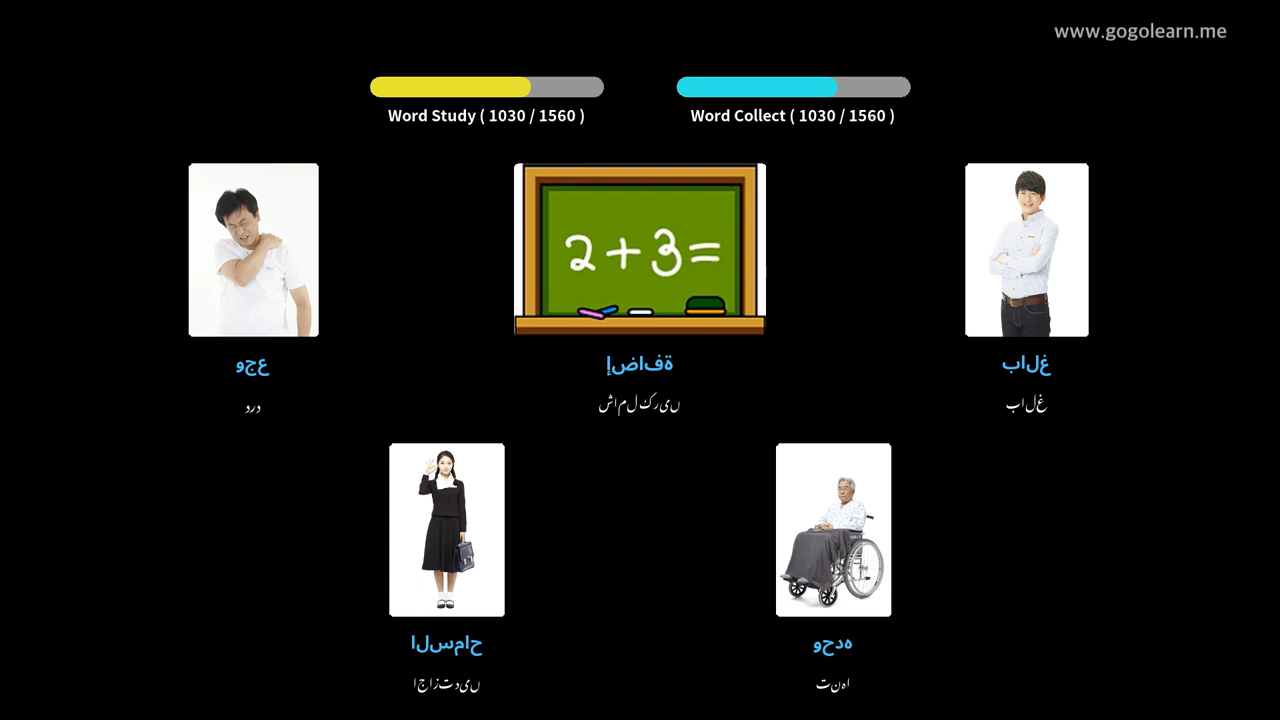 www.gogolearn.me
Word Study ( 1030 / 1560 )
Word Collect ( 1030 / 1560 )
2+3=
وجع
درد
إضافة
شامل کریں
بالغ
بالغ
السماح
اجازت دیں
وحده
تنہا